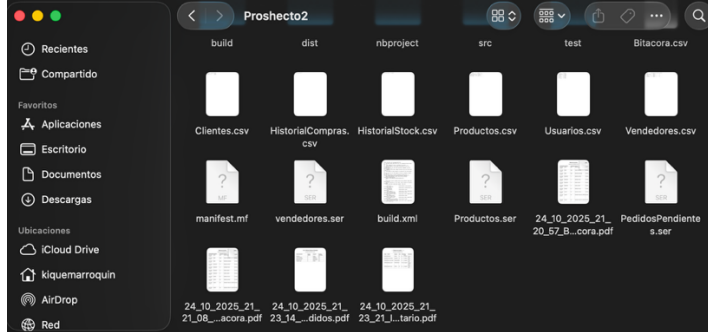 Proshecto2
Recientes
Compartido
Favoritos
Aplicaciones
Escritorio
Documentos
Descargas
Ubicaciones
iCloud Drive
kiquemarroquin
AirDrop
Red
build dist nbproject src test Bitacora.csv
Clientes.csv HistorialCompras. HistorialStock.csv Productos.csv Usuarios.csv Vendedores.csv
csv
? ? ?
MF SER SER
manifest.mf vendedores.ser build.xml Productos.ser 24_10_2025_21_ PedidosPendiente
20_57_B...cora.pdf s.ser
24_10_2025_21_ 24_10_2025_21_ 24_10_2025_21_
21_08_...acora.pdf 23_14_...didos.pdf 23_21_I...tario.pdf